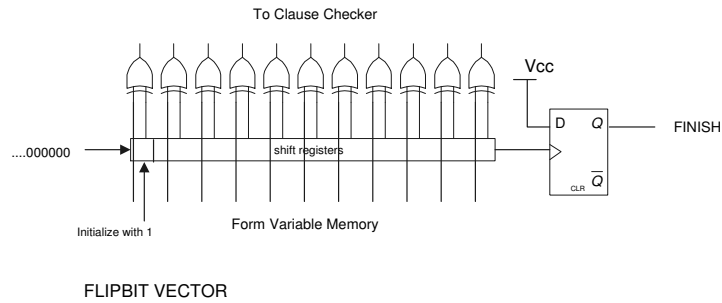 To Clause Checker
Vcc
D Q
FINISH
....000000
shift registers
CLR Q
Initialize with 1
Form Variable Memory
FLIPBIT VECTOR